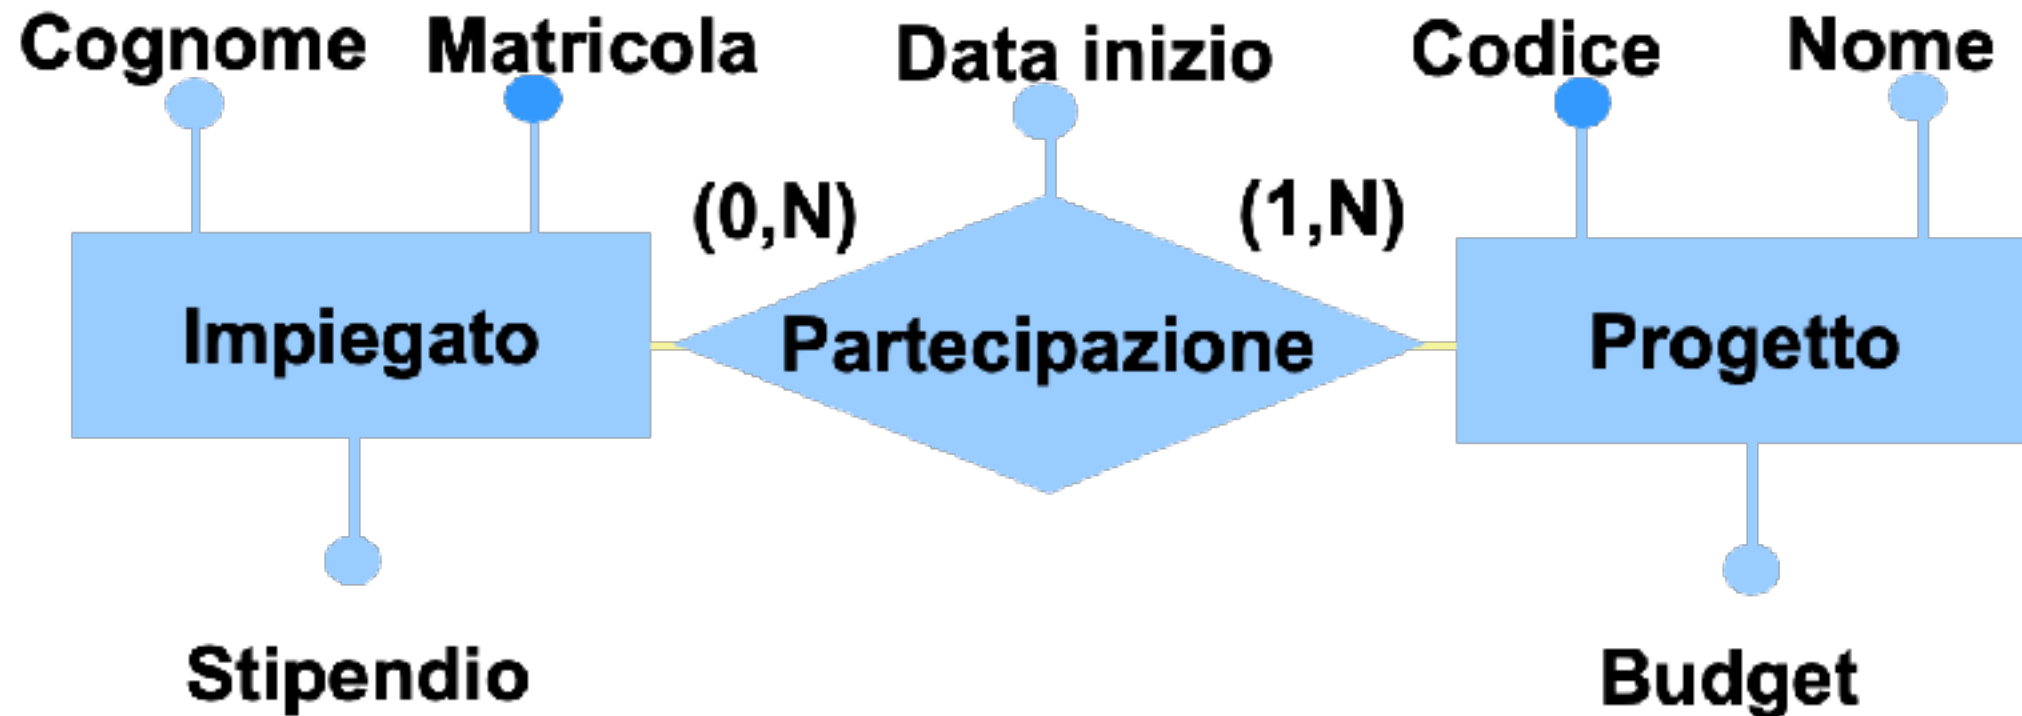 Cognome Matricola Data inizio Codice Nome
(0,N) (1,N)
Impiegato Partecipazione Progetto
Stipendio Budget